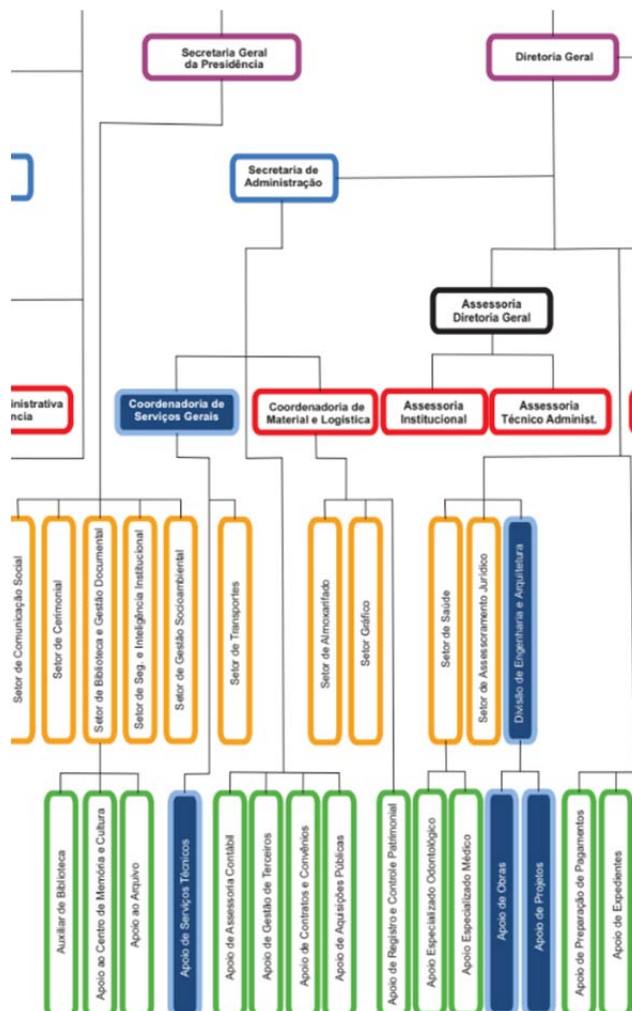 Secretaria Geral
da Presidência
Diretoria Geral
Secretaria de
Administração
Assessoria
Diretoria Geral
ministrativa
ncia
Coordenadoria de
Serviços Gerais
Coordenadoria de
Material e Logística
Assessoria
Institucional
Assessoria
Técnico Administ.
Setor de Comunicação Social
Setor de Cerimonial
Setor de Biblioteca e Gestão Documental
Setor de Seg. e Inteligência Institucional
Setor de Gestão Socioambiental
Setor de Transportes
Setor de Almoxarifado
Setor Gráfico
Setor de Saúde
Setor de Assessoramento Jurídico
Divisão de Engenharia e Arquitetura
Auxiliar de Biblioteca
Apoio ao Centro de Memória e Cultura
Apoio ao Arquivo
Apoio de Serviços Técnicos
Apoio de Assessoria Contábil
Apoio de Gestão de Terceiros
Apoio de Contratos e Convênios
Apoio de Aquisições Públicas
Apoio de Registro e Controle Patrimonial
Apoio Especializado Odontológico
Apoio Especializado Médico
Apoio de Obras
Apoio de Projetos
Apoio de Preparação de Pagamentos
Apoio de Expedientes